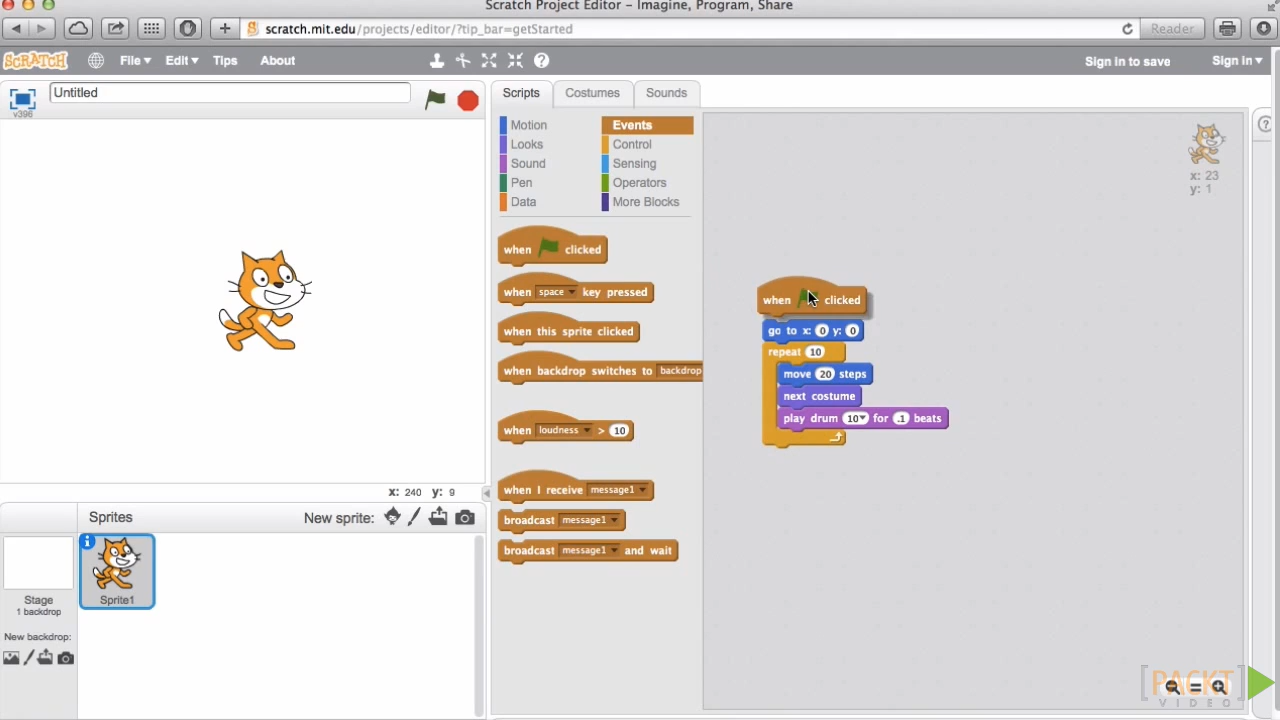 Scratch Project Editor - Imagine, Program, Share
scratch.mit.edu/projects/editor/?tip_bar=getStarted
Reader
SCRATCH
File Edit Tips About
Sign in to save
Sign in
v396
Untitled
Scripts Costumes Sounds
Motion Events
Looks Control
Sound Sensing
Pen Operators
Data More Blocks
when clicked
when space key pressed
when this sprite clicked
when backdrop switches to backdrop
when loudness > 10
when I receive message1
broadcast message1
broadcast message1 and wait
x: 23
y: 1
when clicked
go to x: 0 y: 0
repeat 10
move 20 steps
next costume
play drum 10 for .1 beats
x: 240 y: 9
Sprites
New sprite:
Sprite1
Stage
1 backdrop
New backdrop:
PACKT
VIDEO